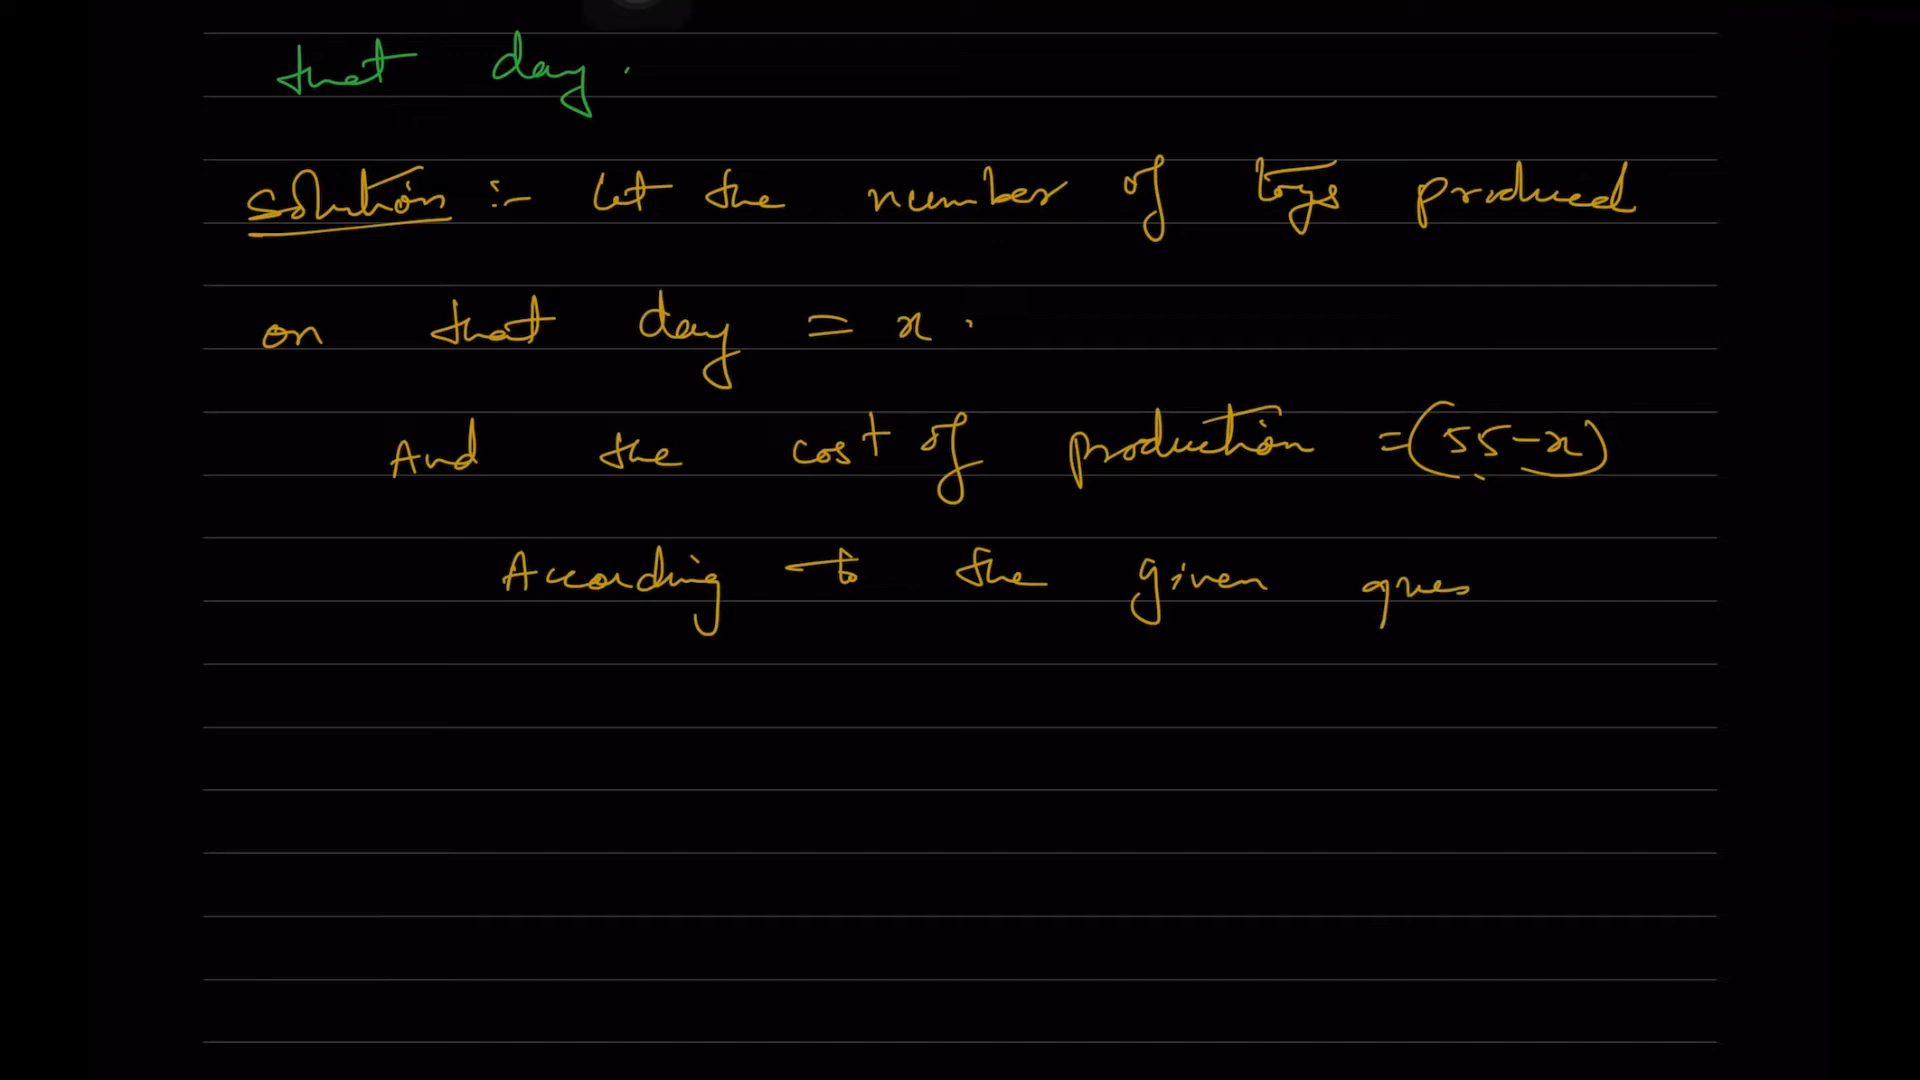 that day.
Solution :- Let the number of toys produced
on that day = x.
And the cost of production = (55-x)
According to the given ques